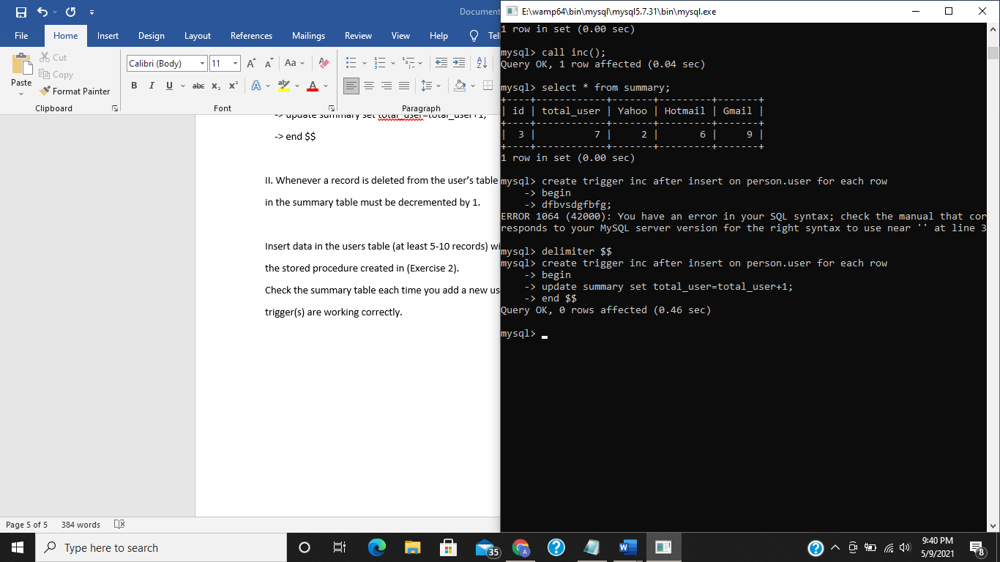 Document
File Home Insert Design Layout References Mailings Review View Help Tell
Paste
Cut
Copy
Format Painter
Clipboard
Calibri (Body) 11 A A Aa
B I U abc x₂ x² A ab A
Font
Paragraph
-> update summary set total_user=total_user+1;
-> end $$
II. Whenever a record is deleted from the user’s table
in the summary table must be decremented by 1.
Insert data in the users table (at least 5-10 records) wi
the stored procedure created in (Exercise 2).
Check the summary table each time you add a new us
trigger(s) are working correctly.
Page 5 of 5 384 words
E:\wamp64\bin\mysql\mysql5.7.31\bin\mysql.exe
1 row in set (0.00 sec)
mysql> call inc();
Query OK, 1 row affected (0.04 sec)
mysql> select * from summary;
+----+------------+-------+---------+-------+
| id | total_user | Yahoo | Hotmail | Gmail |
+----+------------+-------+---------+-------+
| 3 | 7 | 2 | 6 | 9 |
+----+------------+-------+---------+-------+
1 row in set (0.00 sec)
mysql> create trigger inc after insert on person.user for each row
-> begin
-> dfbvsdgfbfg;
ERROR 1064 (42000): You have an error in your SQL syntax; check the manual that cor
responds to your MySQL server version for the right syntax to use near '' at line 3
mysql> delimiter $$
mysql> create trigger inc after insert on person.user for each row
-> begin
-> update summary set total_user=total_user+1;
-> end $$
Query OK, 0 rows affected (0.46 sec)
mysql>
Type here to search
35
A
9:40 PM
5/9/2021
8